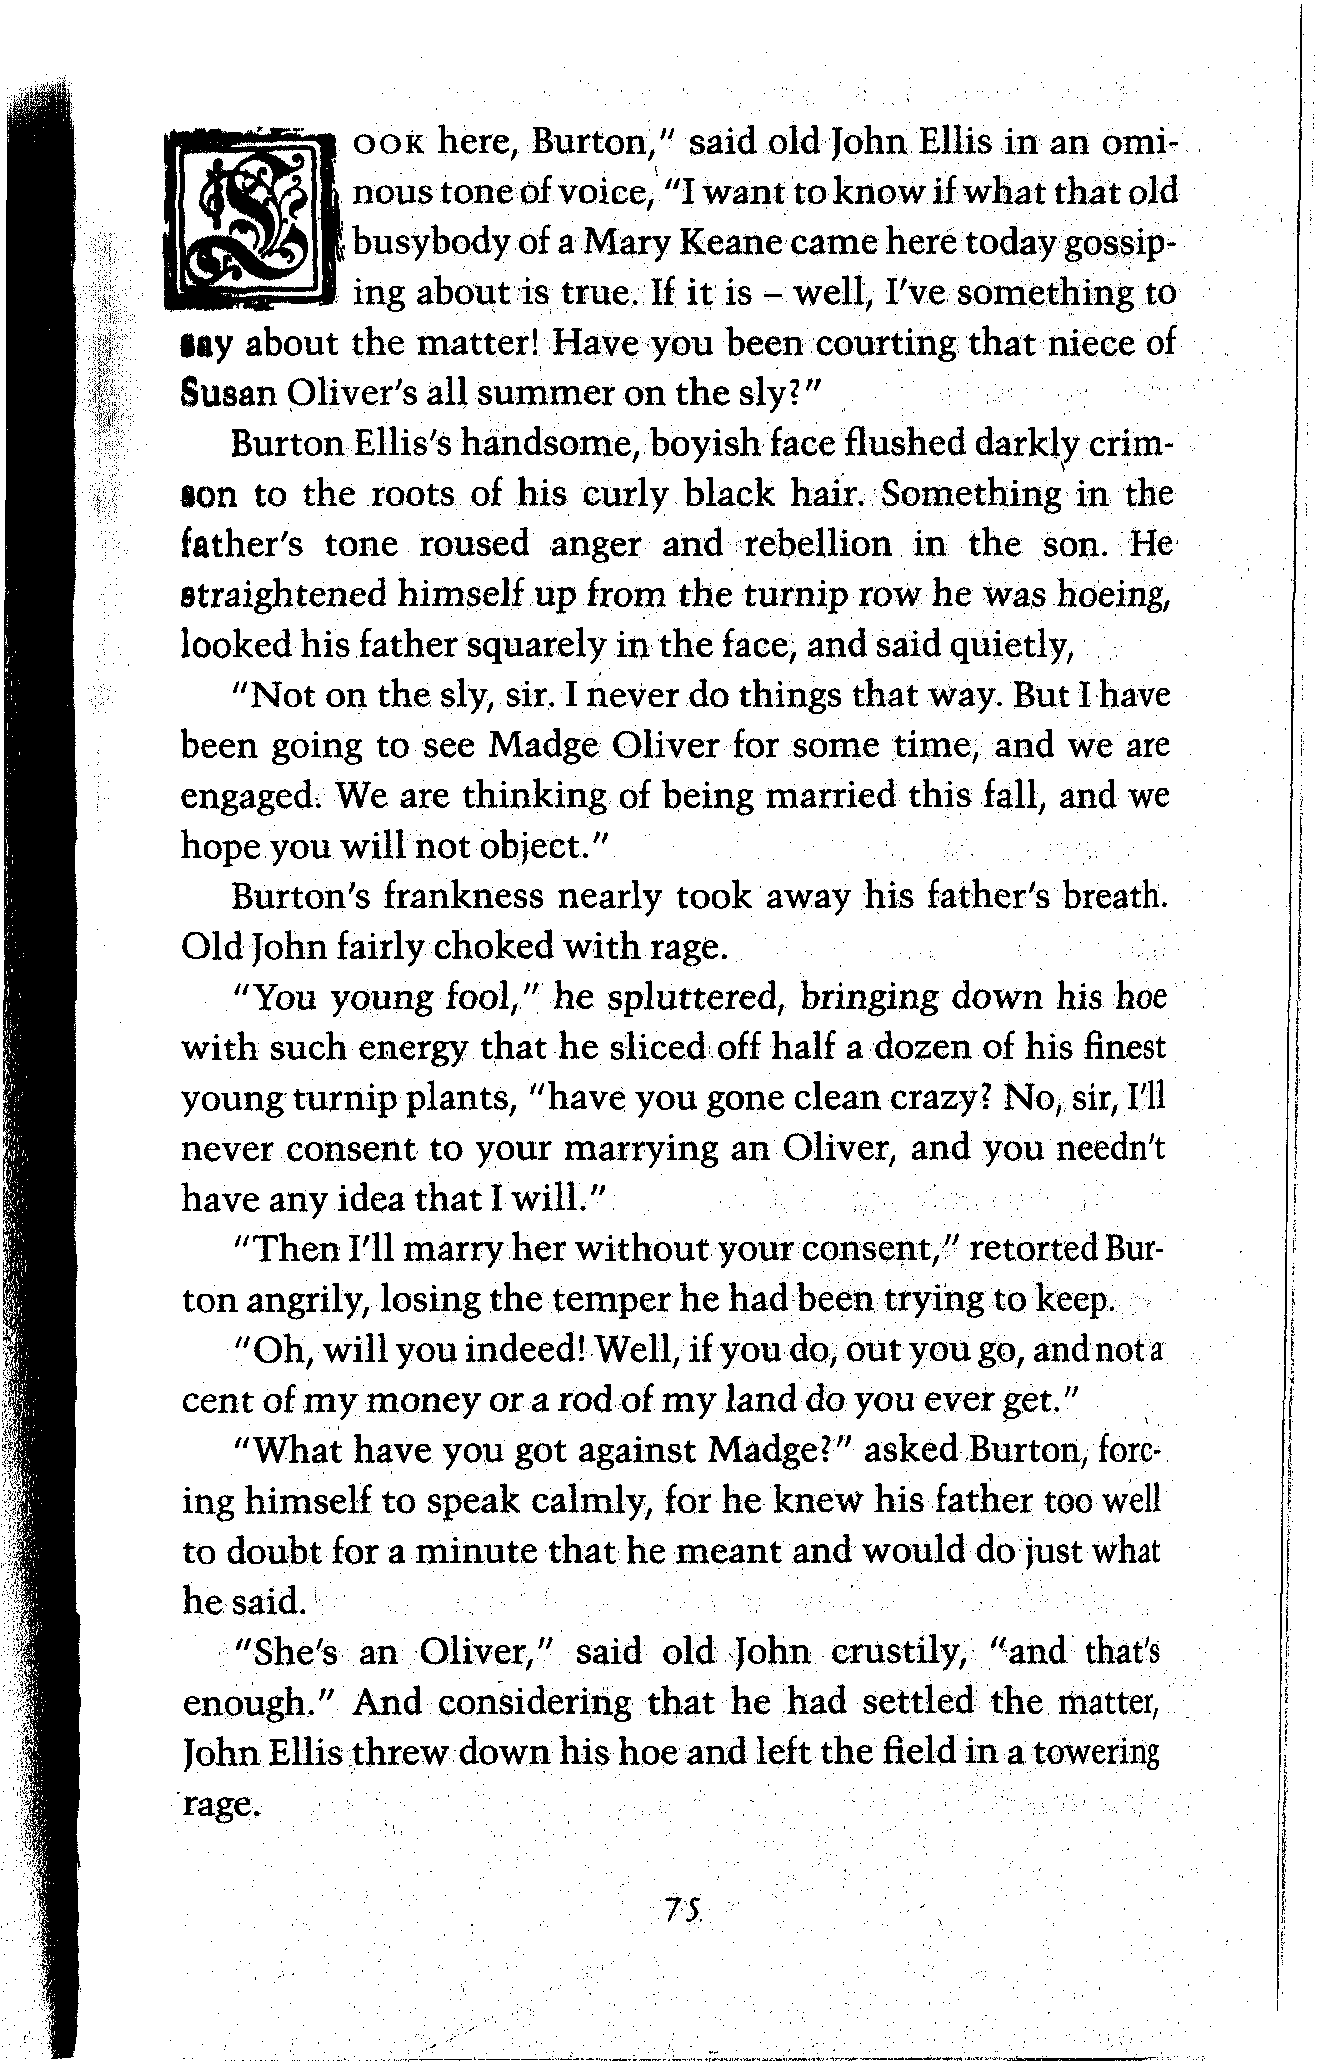 LOOK here, Burton," said old John Ellis in an omi-
nous tone of voice, "I want to know if what that old
busybody of a Mary Keane came here today gossip-
ing about is true. If it is – well, I've something to
say about the matter! Have you been courting that niece of
Susan Oliver's all summer on the sly?"
Burton Ellis's handsome, boyish face flushed darkly crim-
son to the roots of his curly black hair. Something in the
father's tone roused anger and rebellion in the son. He
straightened himself up from the turnip row he was hoeing,
looked his father squarely in the face, and said quietly,
"Not on the sly, sir. I never do things that way. But I have
been going to see Madge Oliver for some time, and we are
engaged. We are thinking of being married this fall, and we
hope you will not object."
Burton's frankness nearly took away his father's breath.
Old John fairly choked with rage.
"You young fool," he spluttered, bringing down his hoe
with such energy that he sliced off half a dozen of his finest
young turnip plants, "have you gone clean crazy? No, sir, I'll
never consent to your marrying an Oliver, and you needn't
have any idea that I will."
"Then I'll marry her without your consent," retorted Bur-
ton angrily, losing the temper he had been trying to keep.
"Oh, will you indeed! Well, if you do, out you go, and not a
cent of my money or a rod of my land do you ever get."
"What have you got against Madge?" asked Burton, forc-
ing himself to speak calmly, for he knew his father too well
to doubt for a minute that he meant and would do just what
he said.
"She's an Oliver," said old John crustily, "and that's
enough." And considering that he had settled the matter,
John Ellis threw down his hoe and left the field in a towering
rage.
75